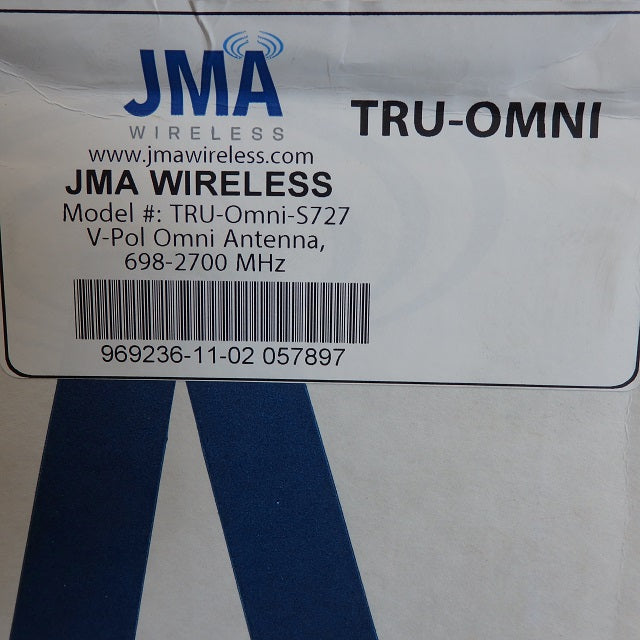 JMA
WIRELESS
TRU-OMNI
www.jmawireless.com
JMA WIRELESS
Model #: TRU-Omni-S727
V-Pol Omni Antenna,
698-2700 MHz
969236-11-02 057897